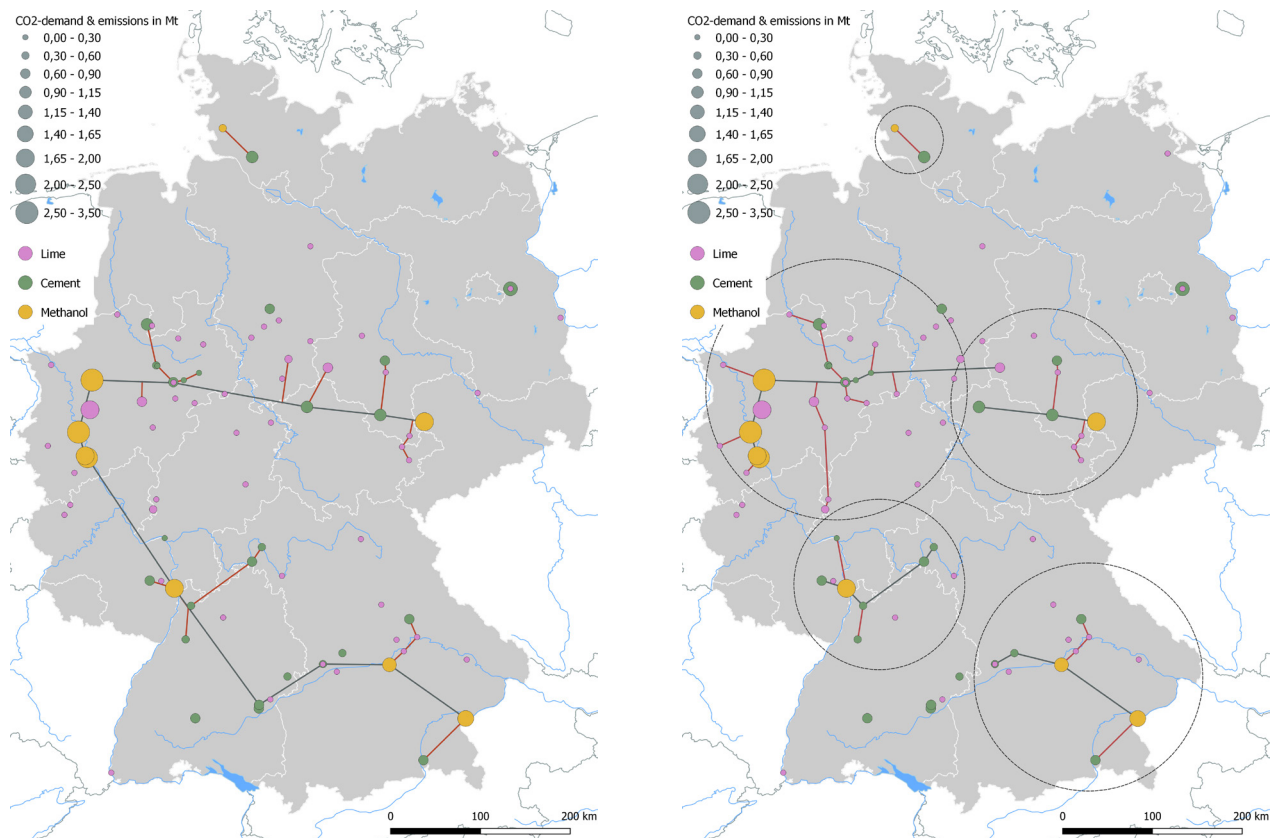 CO2-demand & emissions in Mt
0,00 - 0,30
0,30 - 0,60
0,60 - 0,90
0,90 - 1,15
1,15 - 1,40
1,40 - 1,65
1,65 - 2,00
2,00 - 2,50
2,50 - 3,50
Lime
Cement
Methanol
0 100 200 km
CO2-demand & emissions in Mt
0,00 - 0,30
0,30 - 0,60
0,60 - 0,90
0,90 - 1,15
1,15 - 1,40
1,40 - 1,65
1,65 - 2,00
2,00 - 2,50
2,50 - 3,50
Lime
Cement
Methanol
0 100 200 km